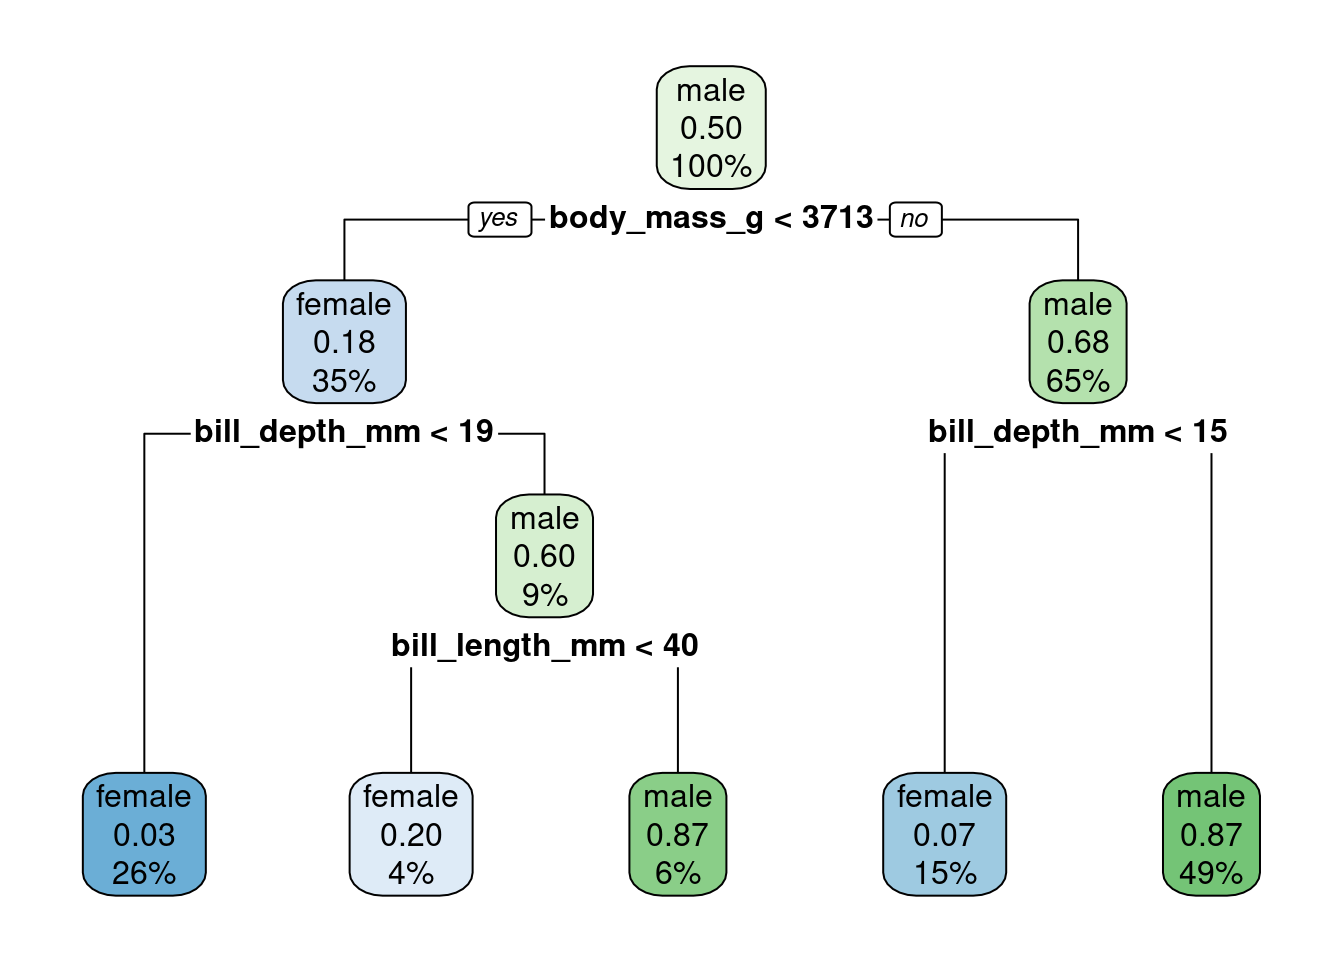 male
0.50
100%
yes
body_mass_g < 3713
no
female
0.18
35%
male
0.68
65%
bill_depth_mm < 19
bill_depth_mm < 15
male
0.60
9%
bill_length_mm < 40
female
0.03
26%
female
0.20
4%
male
0.87
6%
female
0.07
15%
male
0.87
49%